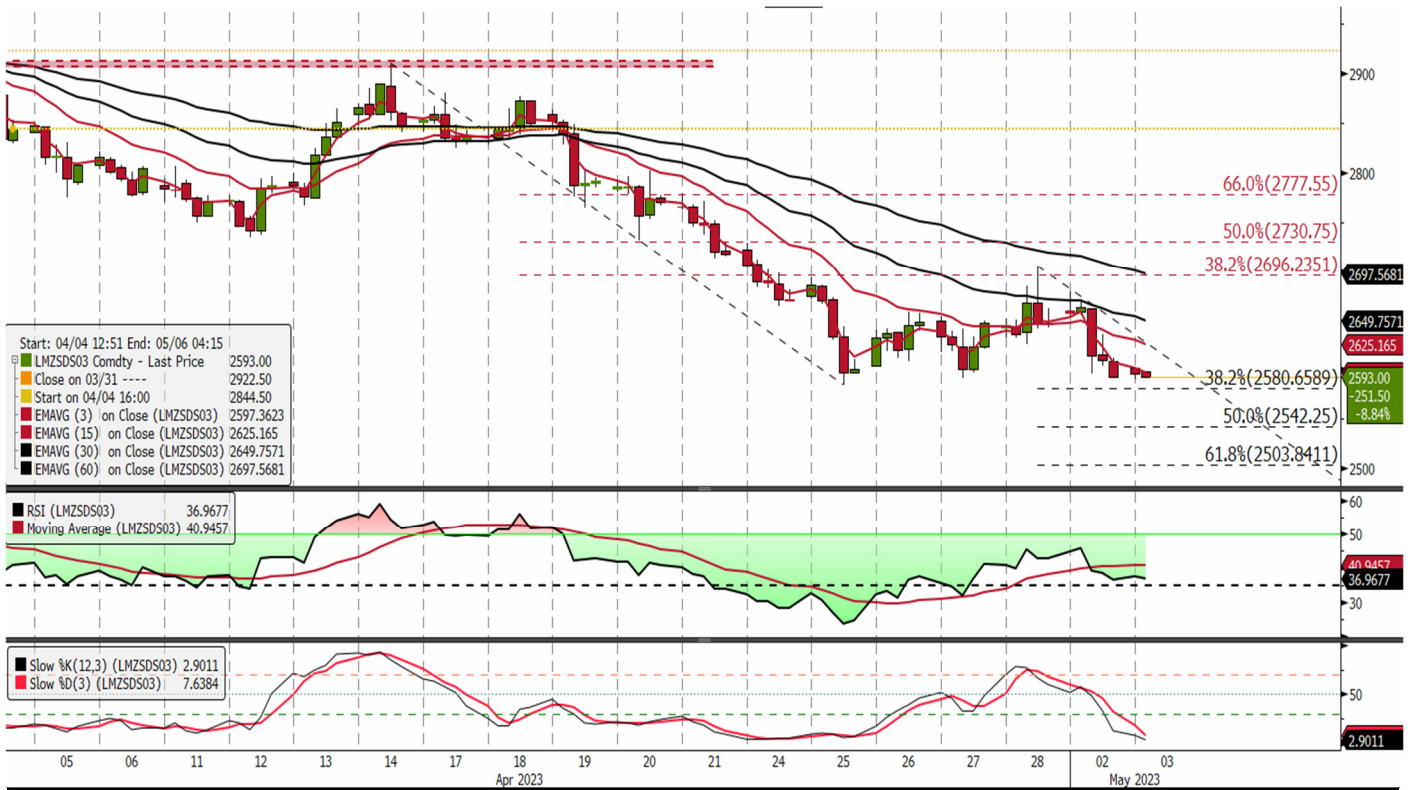 2900
2800
66.0%(2777.55)
50.0%(2730.75)
38.2%(2696.2351)
2697.5681
2649.7571
2625.165
2593.00
-251.50
-8.84%
38.2%(2580.6589)
50.0%(2542.25)
61.8%(2503.8411)
2500
Start: 04/04 12:51 End: 05/06 04:15
LMZSDS03 Comdty - Last Price 2593.00
Close on 03/31 ---- 2922.50
Start on 04/04 16:00 2844.50
EMAVG (3) on Close (LMZSDS03) 2597.3623
EMAVG (15) on Close (LMZSDS03) 2625.165
EMAVG (30) on Close (LMZSDS03) 2649.7571
EMAVG (60) on Close (LMZSDS03) 2697.5681
RSI (LMZSDS03) 36.9677
Moving Average (LMZSDS03) 40.9457
60
50
40.9457
36.9677
30
Slow %K(12,3) (LMZSDS03) 2.9011
Slow %D(3) (LMZSDS03) 7.6384
50
2.9011
05 06 11 12 13 14 17 18 19 20 21 24 25 26 27 28 02 03
Apr 2023 May 2023